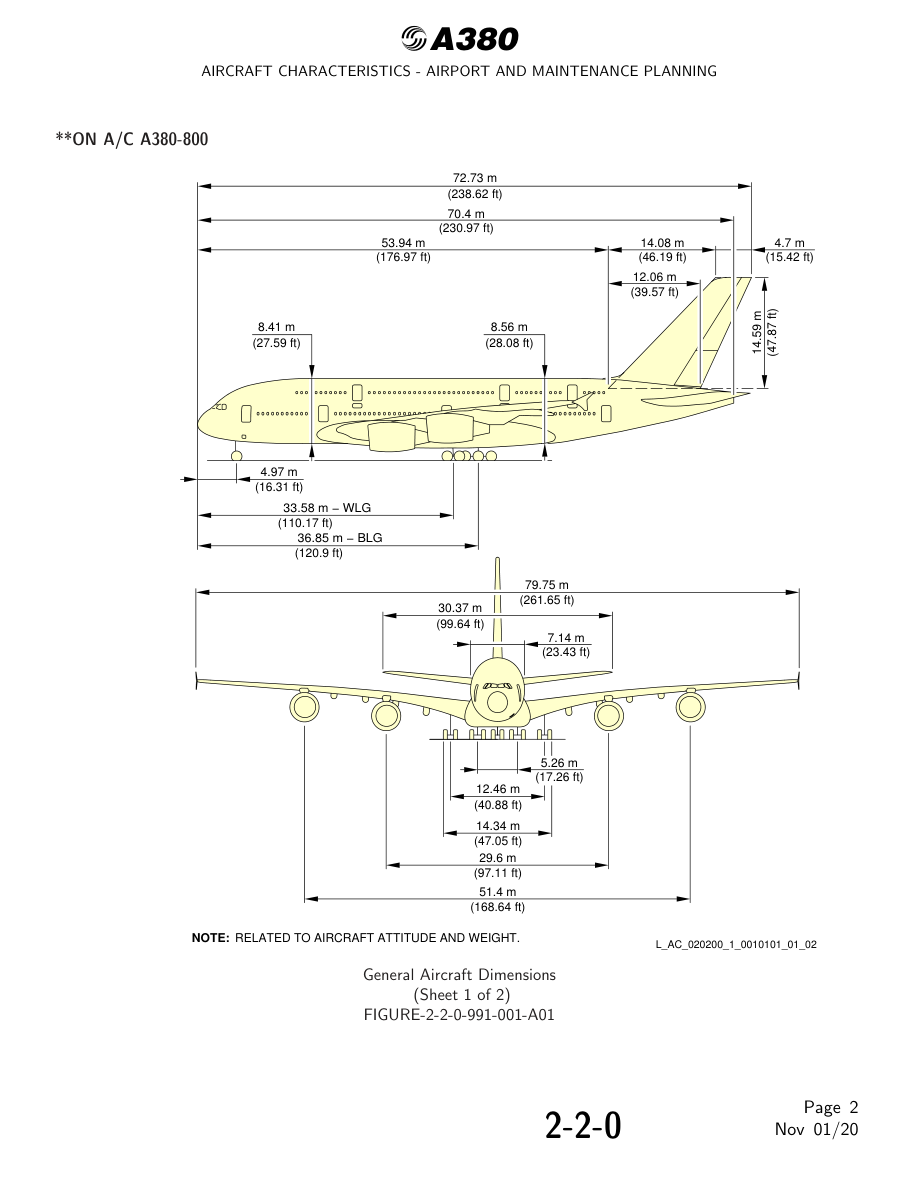 A380
AIRCRAFT CHARACTERISTICS - AIRPORT AND MAINTENANCE PLANNING
**ON A/C A380-800
72.73 m
(238.62 ft)
70.4 m
(230.97 ft)
53.94 m
(176.97 ft)
14.08 m
(46.19 ft)
4.7 m
(15.42 ft)
12.06 m
(39.57 ft)
14.59 m
(47.87 ft)
8.41 m
(27.59 ft)
8.56 m
(28.08 ft)
4.97 m
(16.31 ft)
33.58 m – WLG
(110.17 ft)
36.85 m – BLG
(120.9 ft)
79.75 m
(261.65 ft)
30.37 m
(99.64 ft)
7.14 m
(23.43 ft)
5.26 m
(17.26 ft)
12.46 m
(40.88 ft)
14.34 m
(47.05 ft)
29.6 m
(97.11 ft)
51.4 m
(168.64 ft)
NOTE: RELATED TO AIRCRAFT ATTITUDE AND WEIGHT.
L_AC_020200_1_0010101_01_02
General Aircraft Dimensions
(Sheet 1 of 2)
FIGURE-2-2-0-991-001-A01
2-2-0
Page 2
Nov 01/20